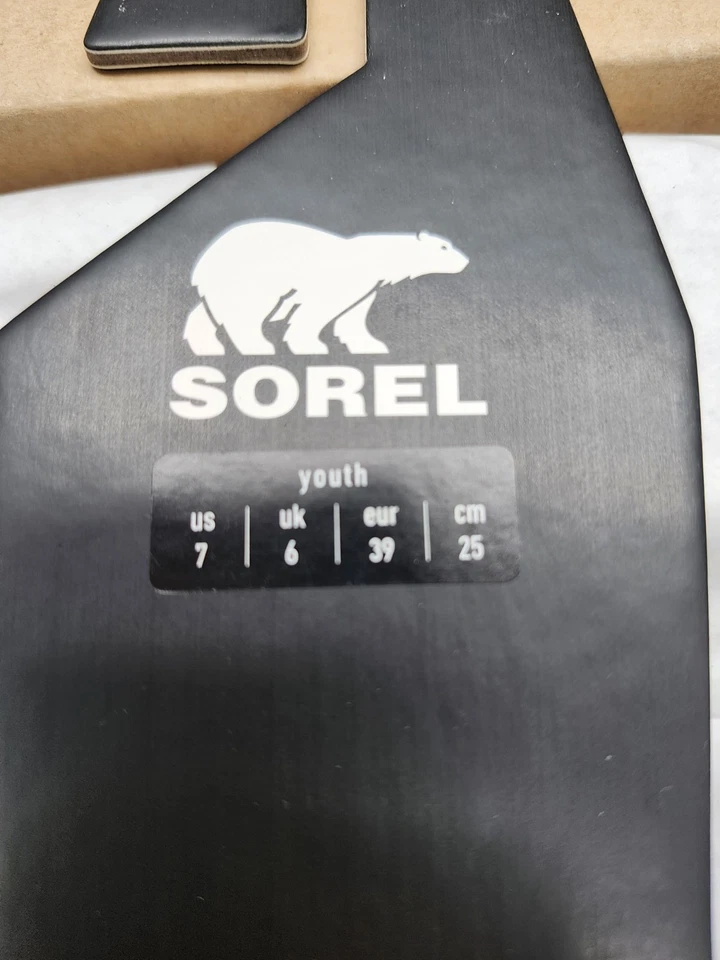 SOREL
youth
us | uk | eur | cm
7 | 6 | 39 | 25